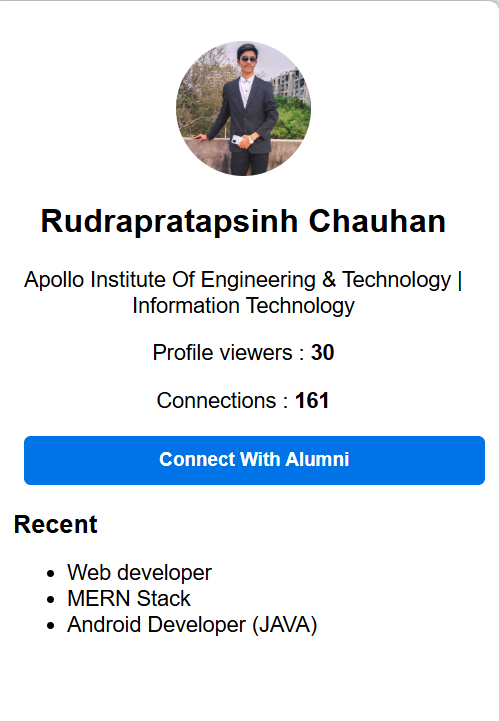 Rudrapratapsinh Chauhan
Apollo Institute Of Engineering & Technology |
Information Technology
Profile viewers : 30
Connections : 161
Connect With Alumni
Recent
• Web developer
• MERN Stack
• Android Developer (JAVA)